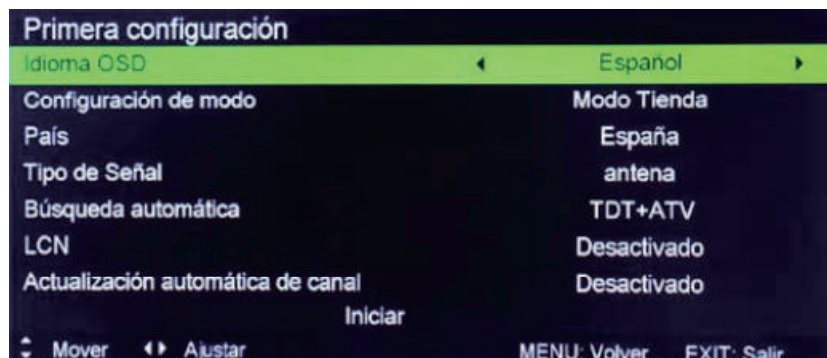 Primera configuración
Idioma OSD Español
Configuración de modo Modo Tienda
País España
Tipo de Señal antena
Búsqueda automática TDT+ATV
LCN Desactivado
Actualización automática de canal Desactivado
Iniciar
Mover Ajustar MENU: Volver EXIT: Salir